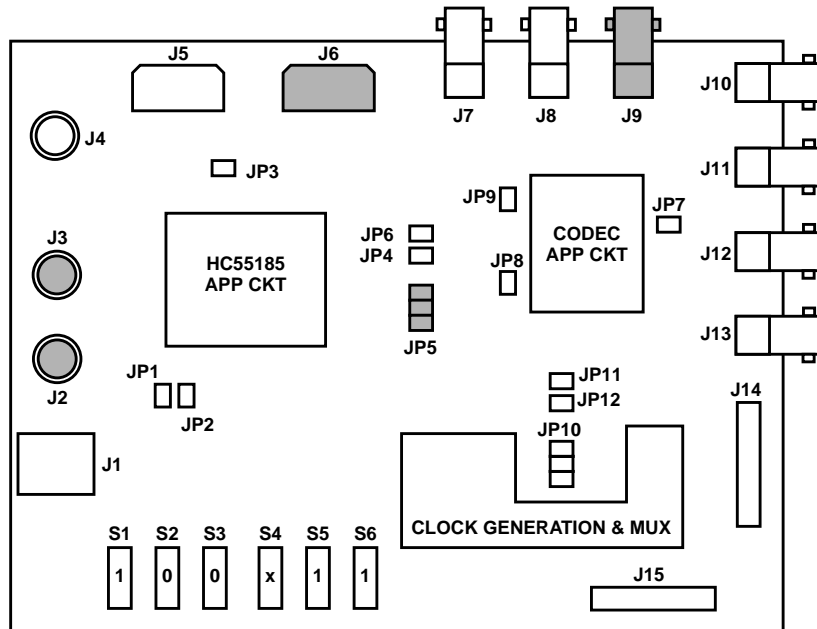 J5
J6
J7
J8
J9
J10
J4
JP3
J11
JP9
JP7
J3
HC55185
APP CKT
JP6
JP4
CODEC
APP CKT
J12
JP8
J13
JP5
J2
JP1
JP2
JP11
JP12
J14
JP10
J1
CLOCK GENERATION & MUX
S1
S2
S3
S4
S5
S6
1
0
0
x
1
1
J15